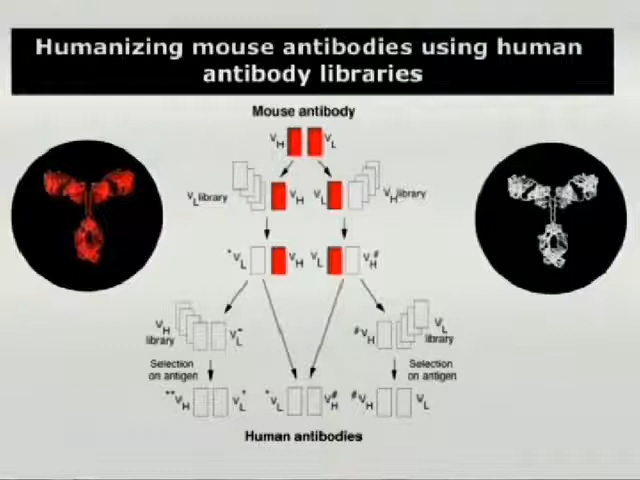 Humanizing mouse antibodies using human
antibody libraries
Mouse antibody
VH VL
VL library VH VL VH library
*VL VH VL VH#
VH library VL* #VH VL library
Selection on antigen Selection on antigen
**VH VL* *VL VH# #VH VL
Human antibodies